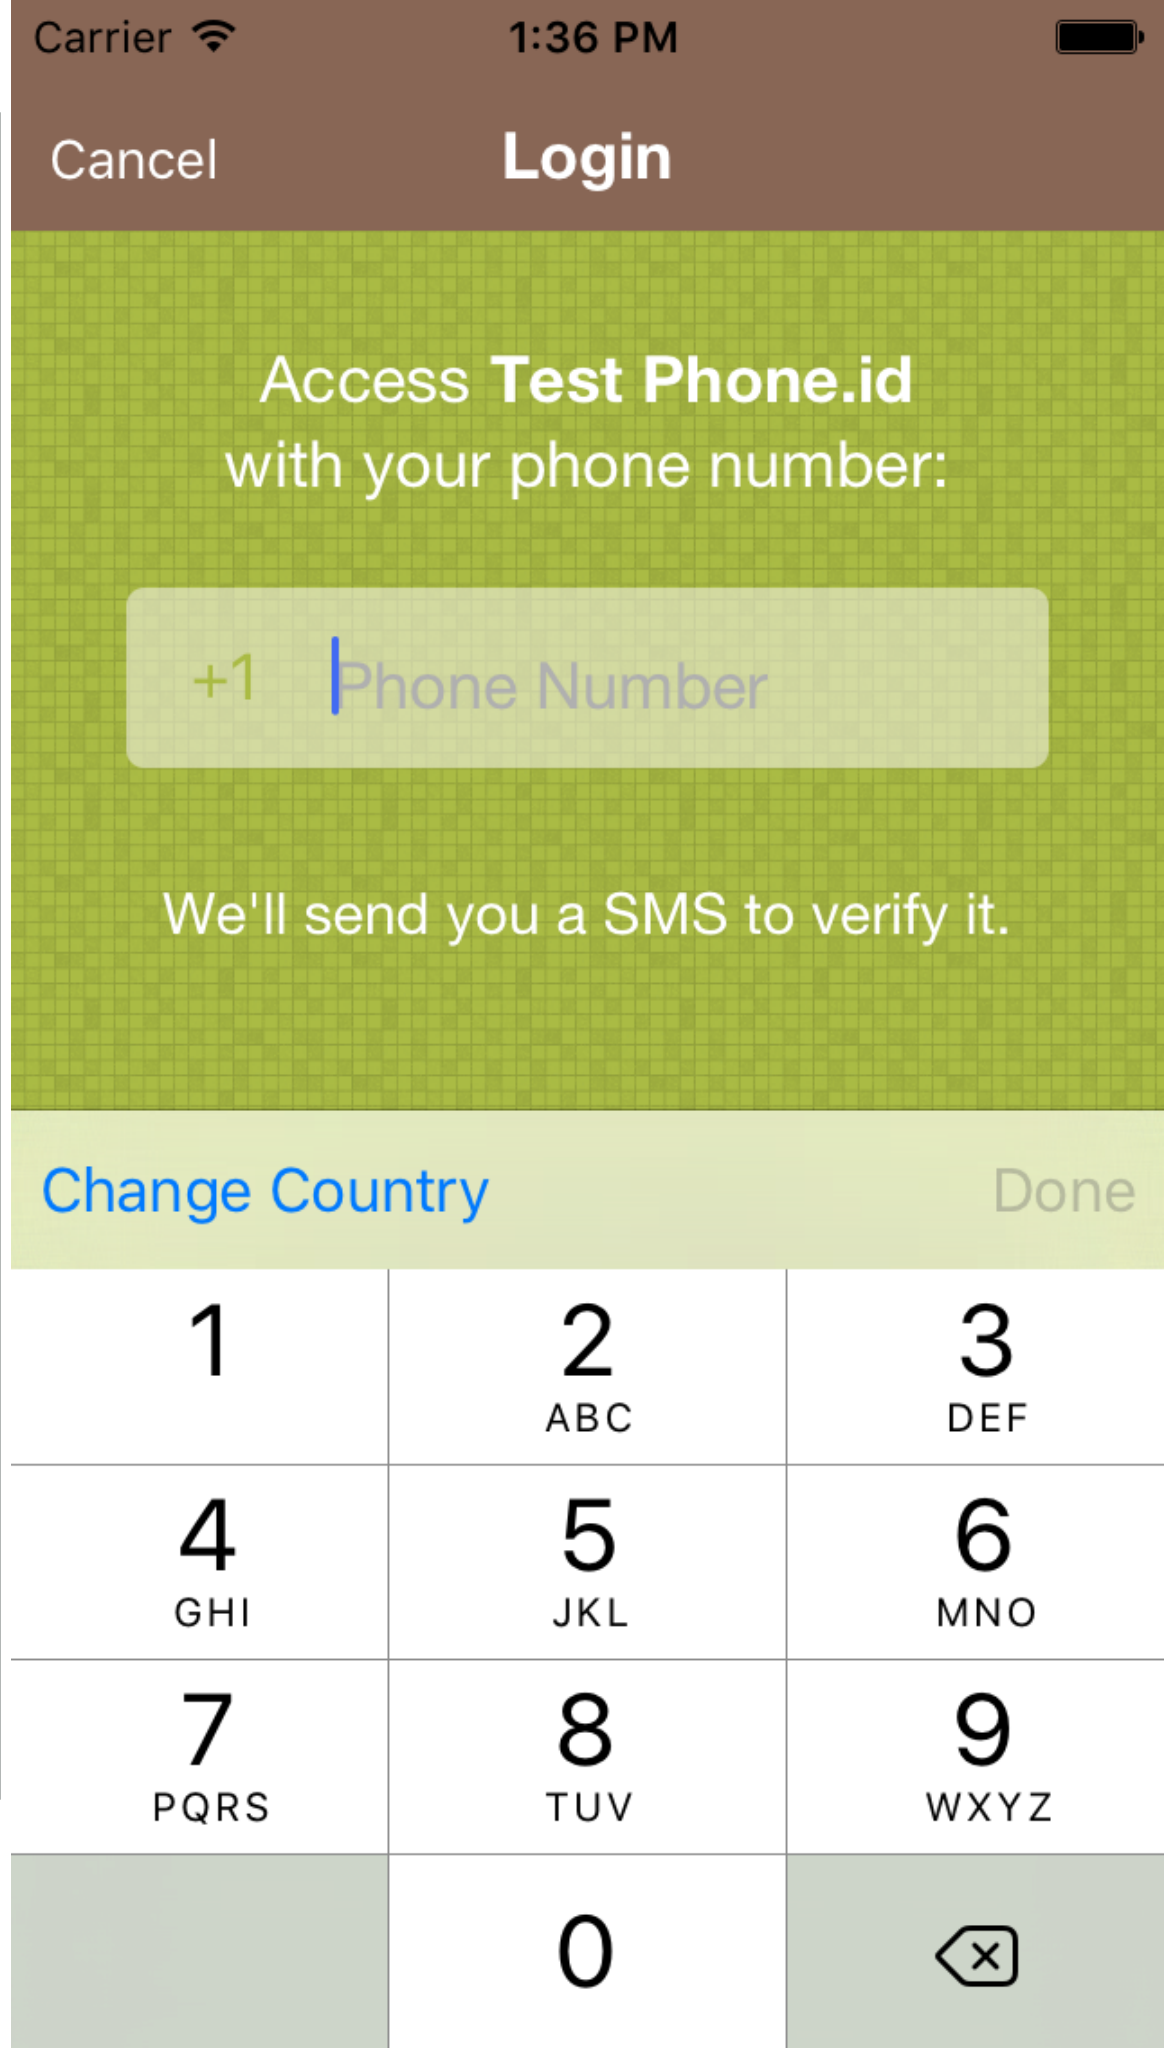 Carrier 1:36 PM
Cancel Login
Access Test Phone.id
with your phone number:
+1 Phone Number
We'll send you a SMS to verify it.
Change Country Done
1 2 3
ABC DEF
4 5 6
GHI JKL MNO
7 8 9
PQRS TUV WXYZ
0